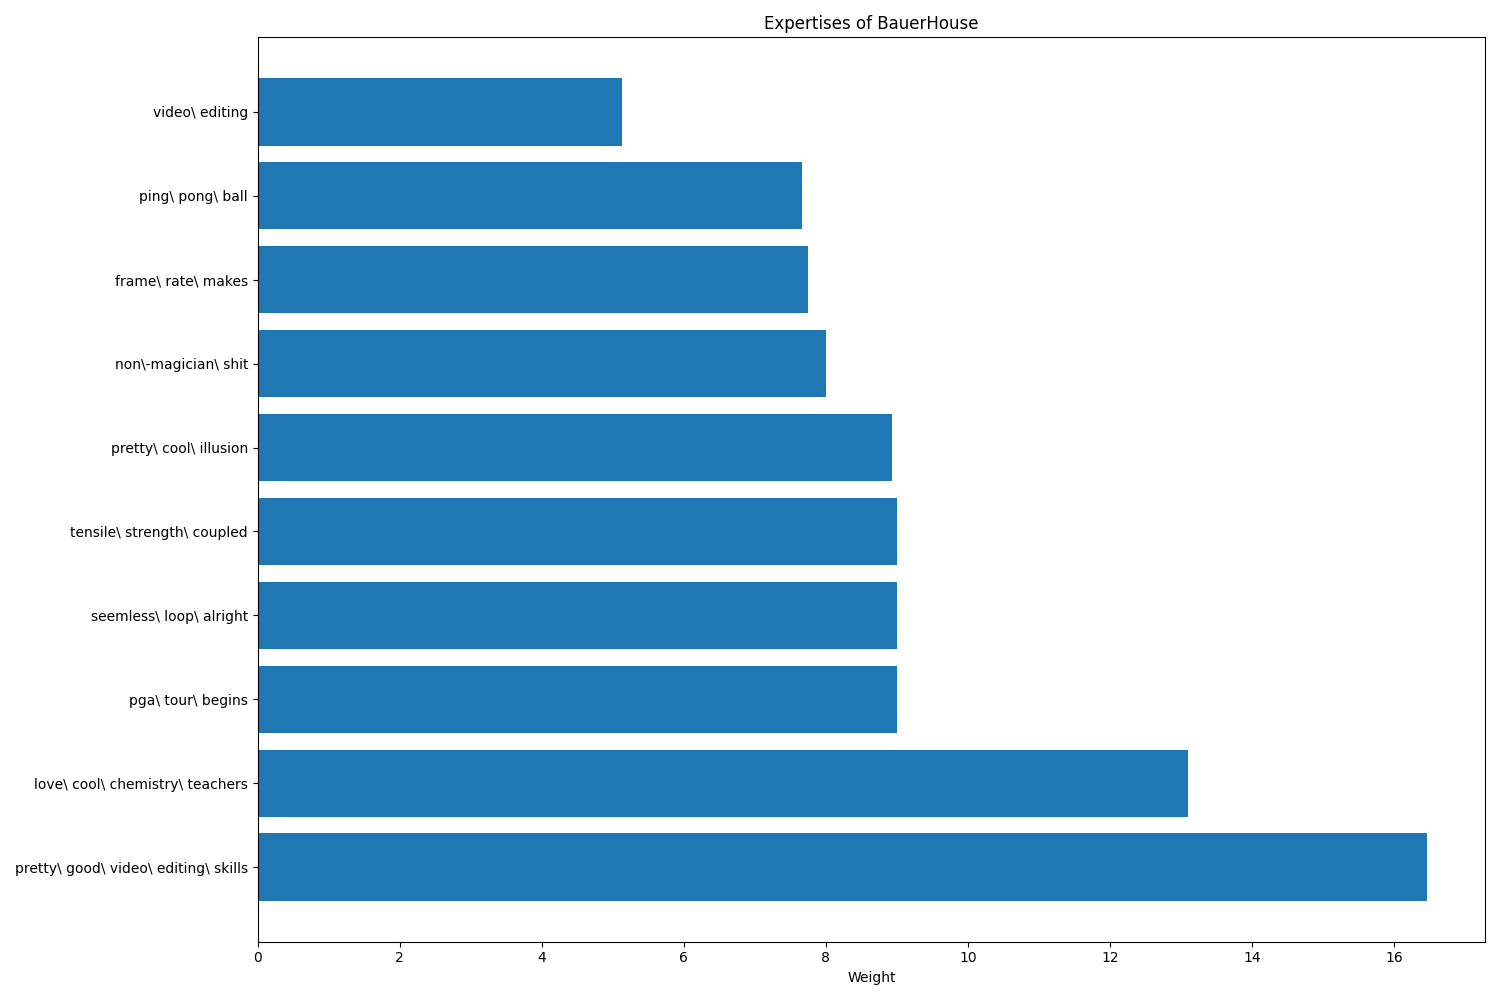 Expertises of BauerHouse
video\ editing
ping\ pong\ ball
frame\ rate\ makes
non\-magician\ shit
pretty\ cool\ illusion
tensile\ strength\ coupled
seemless\ loop\ alright
pga\ tour\ begins
love\ cool\ chemistry\ teachers
pretty\ good\ video\ editing\ skills
0 2 4 6 8 10 12 14 16
Weight